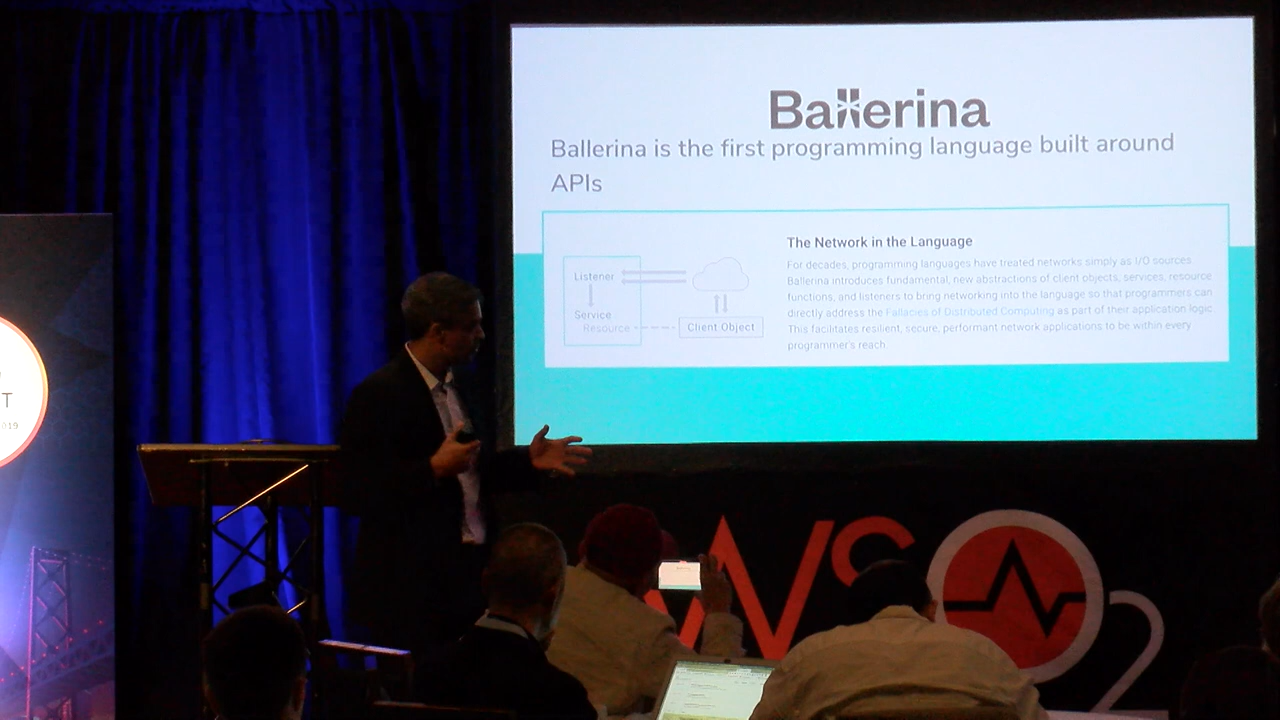 Ballerina
Ballerina is the first programming language built around
APIs
The Network in the Language
For decades, programming languages have treated networks simply as I/O sources.
Ballerina introduces fundamental, new abstractions of client objects, services, resource
functions, and listeners to bring networking into the language so that programmers can
directly address the Fallacies of Distributed Computing as part of their application logic.
This facilitates resilient, secure, performant network applications to be within every
programmer's reach.
Listener
Service
Resource
Client Object
T
019
WSO2